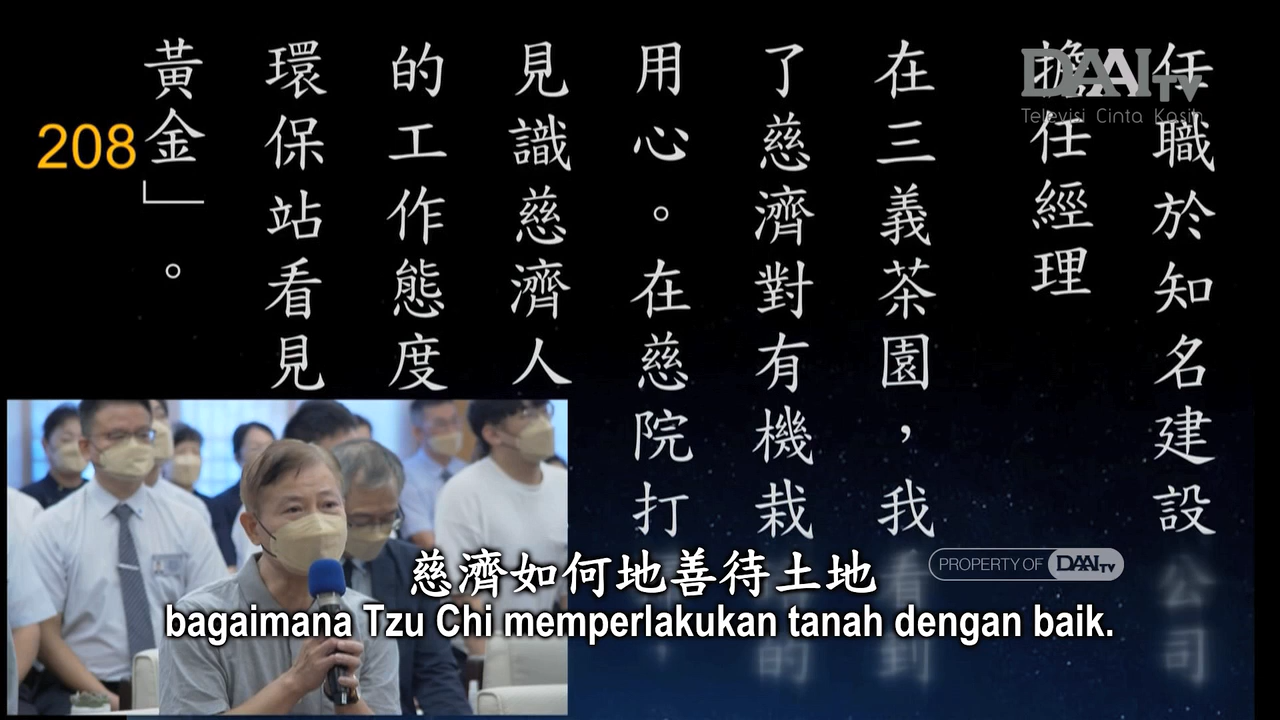 任職於知名建設公司
擔任經理
在三義茶園，我看到
了慈濟對有機栽的
用心。在慈院打
見識慈濟人
的工作態度
環保站看見
黃金」。
208
DAAI TV
Televisi Cinta Kasih
PROPERTY OF DAAI TV
慈濟如何地善待土地
bagaimana Tzu Chi memperlakukan tanah dengan baik.